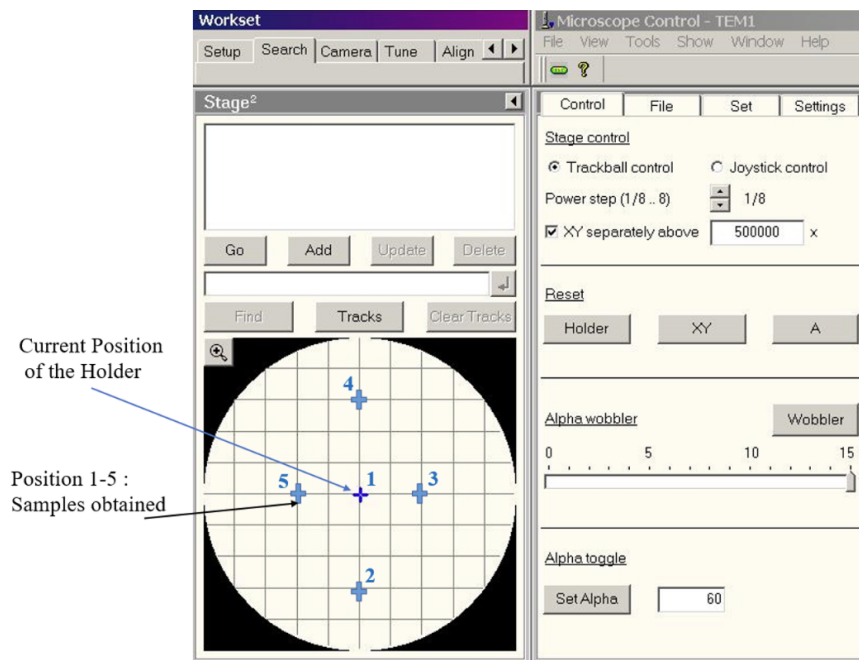 Workset
Setup Search Camera Tune Align
Stage²
Go Add Update Delete
Find Tracks Clear Tracks
Current Position
of the Holder
Position 1-5 :
Samples obtained
4
5 1 3
2
Microscope Control - TEM1
File View Tools Show Window Help
?
Control File Set Settings
Stage control
Trackball control Joystick control
Power step (1/8 .. 8) 1/8
XY separately above 500000 x
Reset
Holder XY A
Alpha wobbler Wobbler
0 5 10 15
Alpha toggle
Set Alpha 60